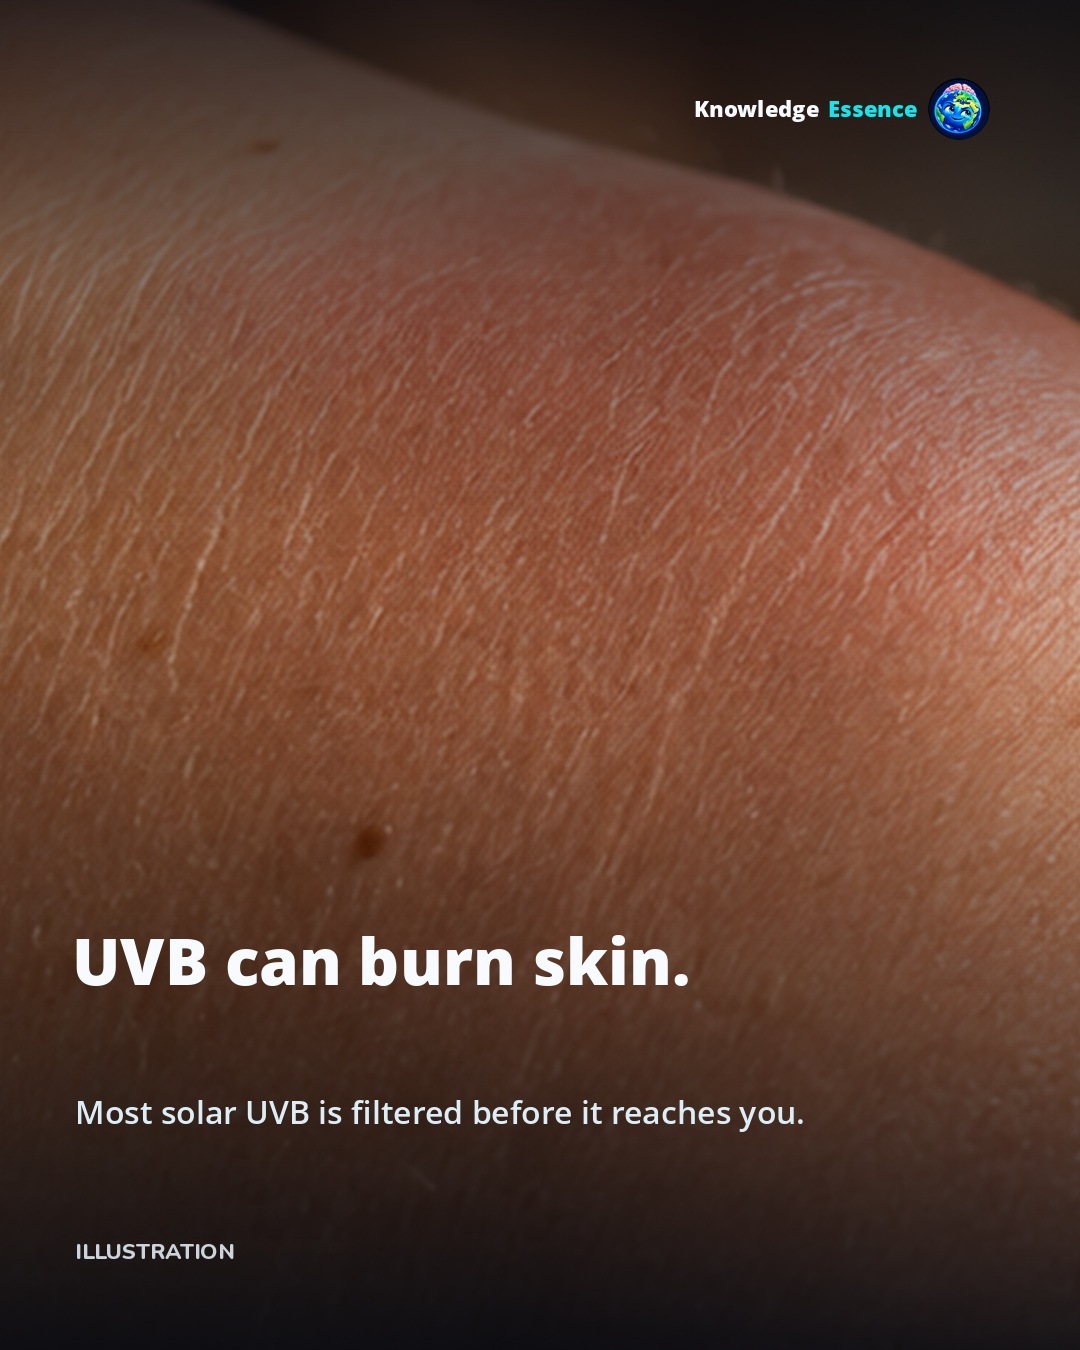 Knowledge Essence
UVB can burn skin.
Most solar UVB is filtered before it reaches you.
ILLUSTRATION